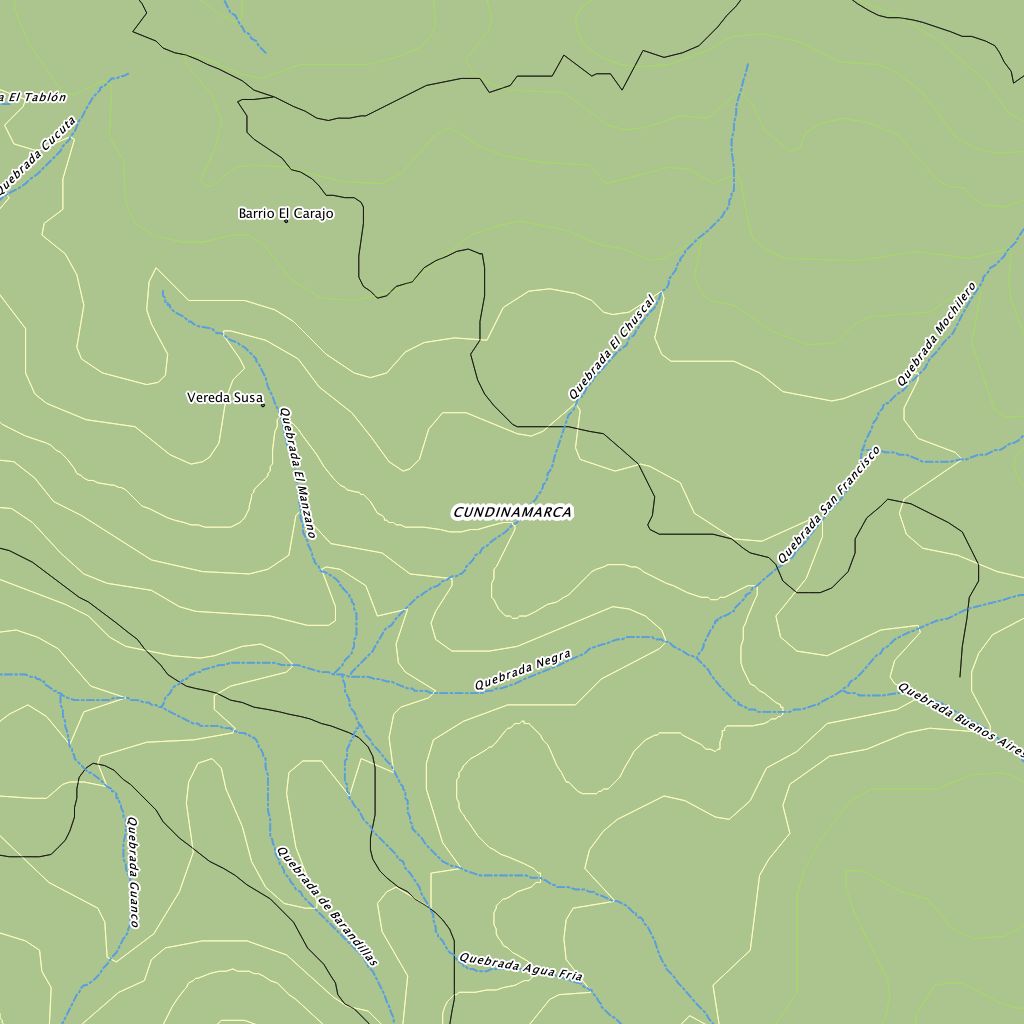 a El Tablón
Quebrada Cucuta
Barrio El Carajo
Quebrada El Chuscal
Quebrada Mochilero
Vereda Susa
Quebrada El Manzano
Quebrada San Francisco
CUNDINAMARCA
Quebrada Negra
Quebrada Buenos Aires
Quebrada Guanco
Quebrada de Barandillas
Quebrada Agua Fria